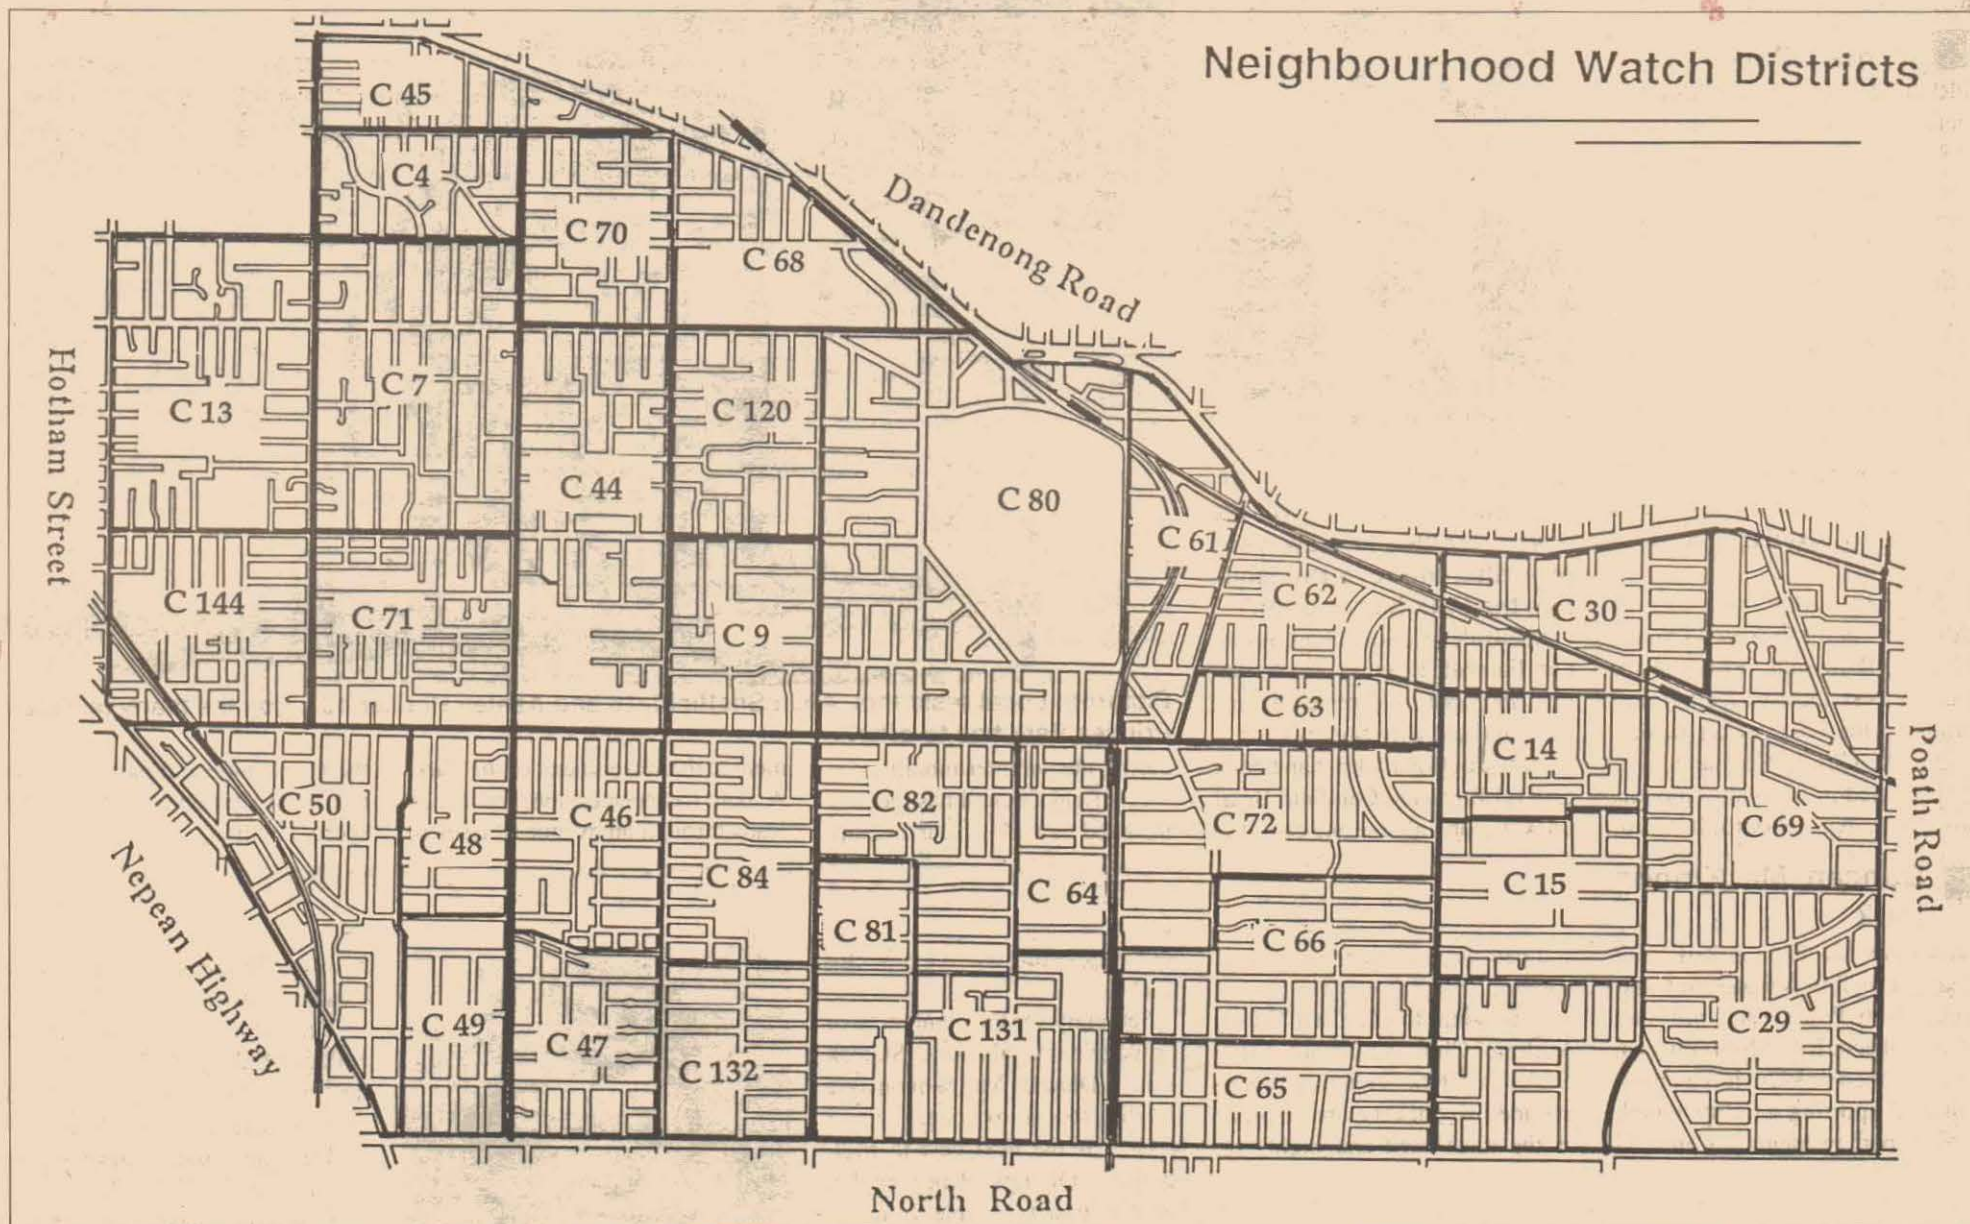 Neighbourhood Watch Districts
C 45
C4
C 70
C 68
Dandenong Road
Hotham Street
C 13
C 7
C 120
C 44
C 80
C 61
C 144
C 71
C 9
C 62
C 30
C 63
C 14
C 50
C 48
C 46
C 84
C 82
C 64
C 72
C 15
C 69
Poath Road
Nepean Highway
C 81
C 66
C 49
C 47
C 132
C 131
C 65
C 29
North Road